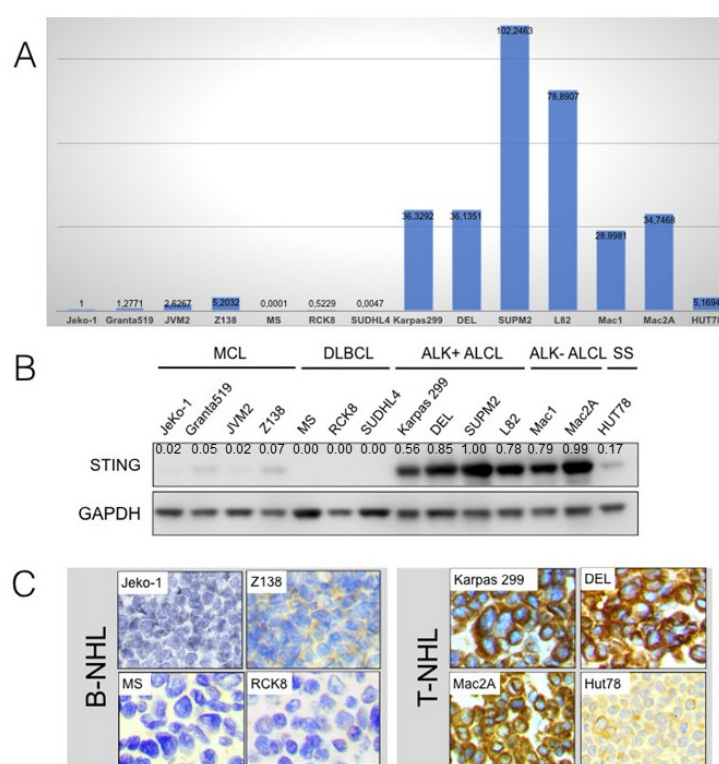 A
102,2463
78,8907
36,3292 36,1351 34,7468
28,9981
1 1,2771 2,6267 5,2032 0,0001 0,5229 0,0047 5,1694
Jeko-1 Granta519 JVM2 Z138 MS RCK8 SUDHL4 Karpas299 DEL SUPM2 L82 Mac1 Mac2A HUT78
B
MCL DLBCL ALK+ ALCL ALK- ALCL SS
JeKo-1 Granta519 JVM2 Z138 MS RCK8 SUDHL4 Karpas 299 DEL SUPM2 L82 Mac1 Mac2A HUT78
0.02 0.05 0.02 0.07 0.00 0.00 0.00 0.56 0.85 1.00 0.78 0.79 0.99 0.17
STING
GAPDH
C
B-NHL
Jeko-1 Z138
MS RCK8
T-NHL
Karpas 299 DEL
Mac2A Hut78